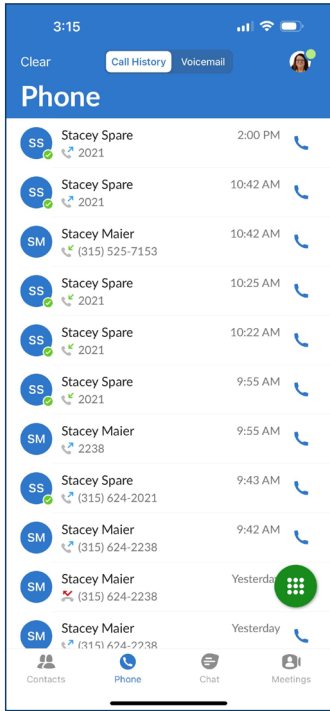 3:15
Clear
Call History
Voicemail
Phone
SS
Stacey Spare
2:00 PM
2021
SS
Stacey Spare
10:42 AM
2021
SM
Stacey Maier
10:42 AM
(315) 525-7153
SS
Stacey Spare
10:25 AM
2021
SS
Stacey Spare
10:22 AM
2021
SS
Stacey Spare
9:55 AM
2021
SM
Stacey Maier
9:55 AM
2238
SS
Stacey Spare
9:43 AM
(315) 624-2021
SM
Stacey Maier
9:42 AM
(315) 624-2238
SM
Stacey Maier
Yesterday
(315) 624-2238
SM
Stacey Maier
Yesterday
(315) 624-2238
Contacts
Phone
Chat
Meetings